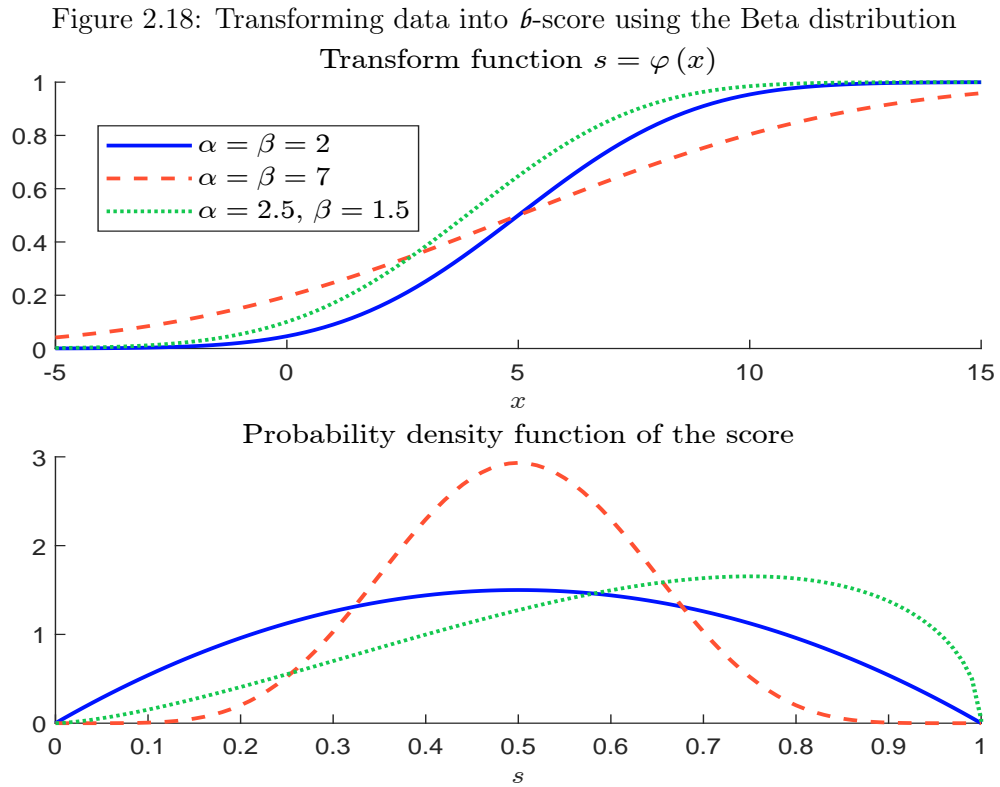 Figure 2.18: Transforming data into 𝔟-score using the Beta distribution
Transform function s = φ (x)
1
0.8
0.6
0.4
0.2
0
α = β = 2
α = β = 7
α = 2.5, β = 1.5
-5 0 5 10 15
x
Probability density function of the score
3
2
1
0
0 0.1 0.2 0.3 0.4 0.5 0.6 0.7 0.8 0.9 1
s